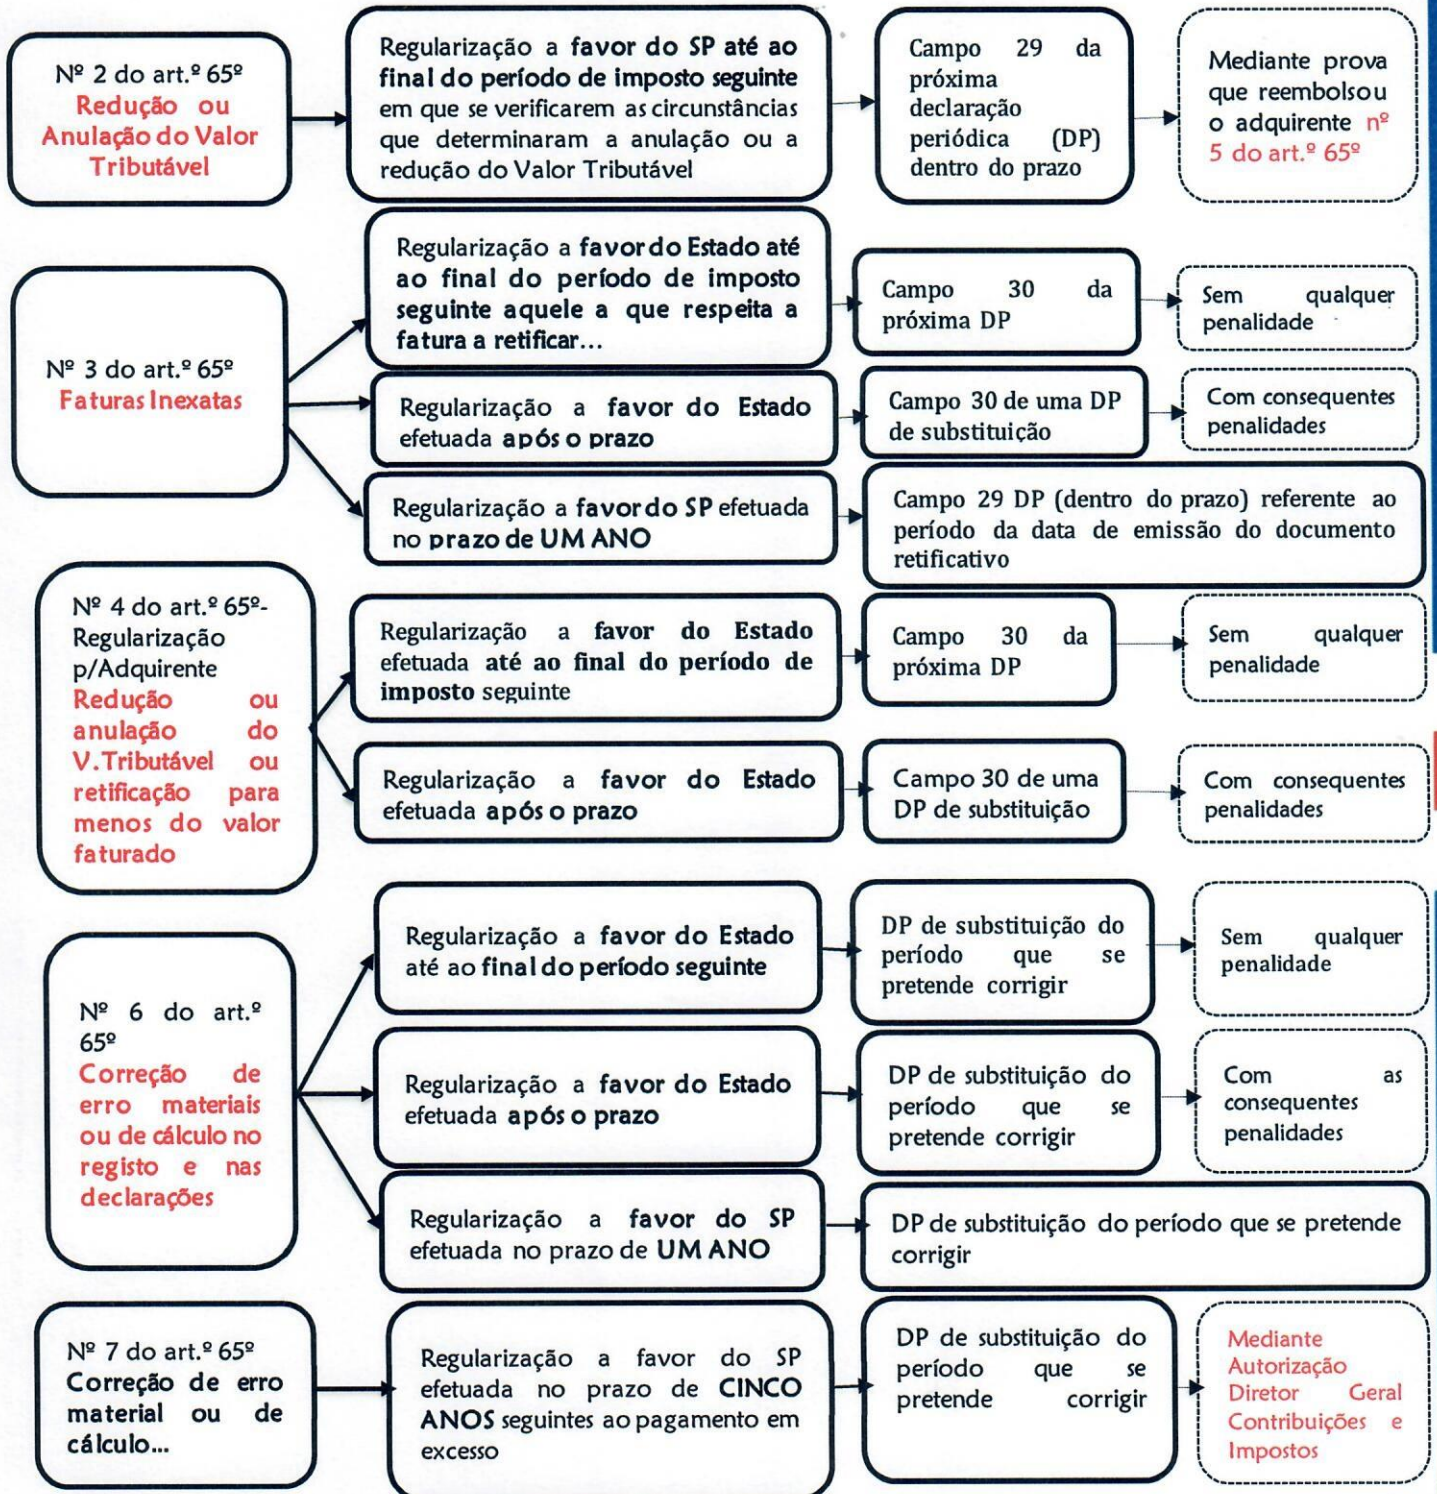 Nº 2 do art.º 65º
Redução ou
Anulação do Valor
Tributável
Regularização a favor do SP até ao
final do período de imposto seguinte
em que se verificarem as circunstâncias
que determinaram a anulação ou a
redução do Valor Tributável
Campo 29 da
próxima
declaração
periódica (DP)
dentro do prazo
Mediante prova
que reembolsou
o adquirente nº
5 do art.º 65º
Nº 3 do art.º 65º
Faturas Inexatas
Regularização a favor do Estado até
ao final do período de imposto
seguinte aquele a que respeita a
fatura a retificar...
Campo 30 da
próxima DP
Sem qualquer
penalidade
Regularização a favor do Estado
efetuada após o prazo
Campo 30 de uma DP
de substituição
Com consequentes
penalidades
Regularização a favor do SP efetuada
no prazo de UM ANO
Campo 29 DP (dentro do prazo) referente ao
período da data de emissão do documento
retificativo
Nº 4 do art.º 65º-
Regularização
p/Adquirente
Redução ou
anulação do
V.Tributável ou
retificação para
menos do valor
faturado
Regularização a favor do Estado
efetuada até ao final do período de
imposto seguinte
Campo 30 da
próxima DP
Sem qualquer
penalidade
Regularização a favor do Estado
efetuada após o prazo
Campo 30 de uma
DP de substituição
Com consequentes
penalidades
Nº 6 do art.º
65º
Correção de
erro materiais
ou de cálculo no
registo e nas
declarações
Regularização a favor do Estado
até ao final do período seguinte
DP de substituição do
período que se
pretende corrigir
Sem qualquer
penalidade
Regularização a favor do Estado
efetuada após o prazo
DP de substituição do
período que se
pretende corrigir
Com as
consequentes
penalidades
Regularização a favor do SP
efetuada no prazo de UM ANO
DP de substituição do período que se pretende
corrigir
Nº 7 do art.º 65º
Correção de erro
material ou de
cálculo...
Regularização a favor do SP
efetuada no prazo de CINCO
ANOS seguintes ao pagamento em
excesso
DP de substituição do
período que se
pretende corrigir
Mediante
Autorização
Diretor Geral
Contribuições e
Impostos